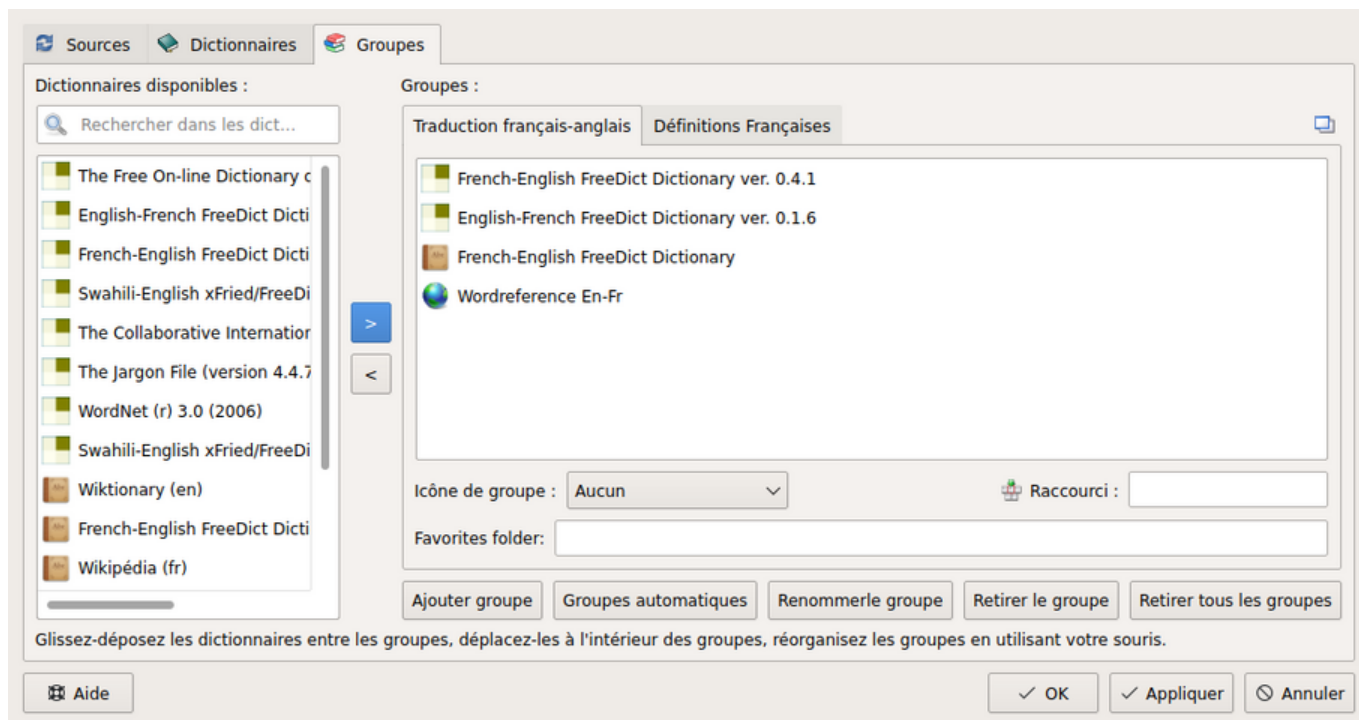 Sources
Dictionnaires
Groupes
Dictionnaires disponibles :
Rechercher dans les dict...
The Free On-line Dictionary c
English-French FreeDict Dicti
French-English FreeDict Dicti
Swahili-English xFried/FreeDi
The Collaborative Internation
The Jargon File (version 4.4.7
WordNet (r) 3.0 (2006)
Swahili-English xFried/FreeDi
Wiktionary (en)
French-English FreeDict Dicti
Wikipédia (fr)
>
<
Groupes :
Traduction français-anglais
Définitions Françaises
French-English FreeDict Dictionary ver. 0.4.1
English-French FreeDict Dictionary ver. 0.1.6
French-English FreeDict Dictionary
Wordreference En-Fr
Icône de groupe :
Aucun
Raccourci :
Favorites folder:
Ajouter groupe
Groupes automatiques
Renommerle groupe
Retirer le groupe
Retirer tous les groupes
Glissez-déposez les dictionnaires entre les groupes, déplacez-les à l'intérieur des groupes, réorganisez les groupes en utilisant votre souris.
Aide
OK
Appliquer
Annuler